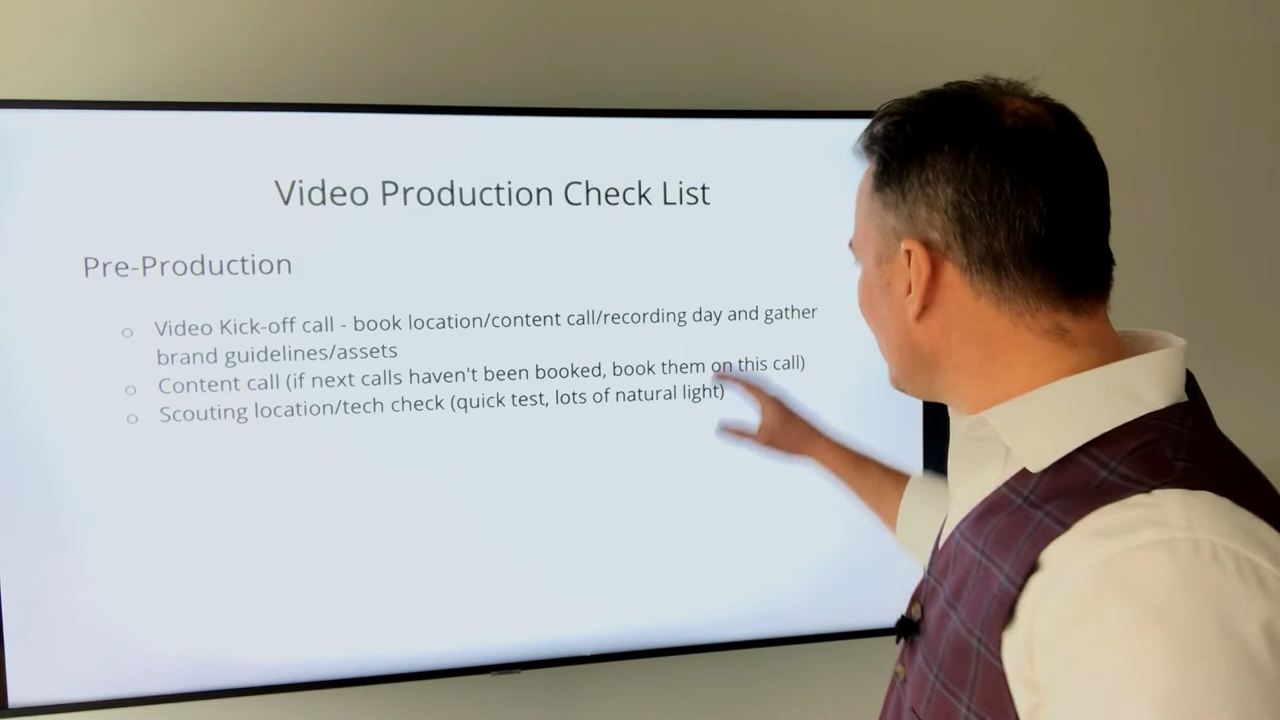 Video Production Check List
Pre-Production
○ Video Kick-off call - book location/content call/recording day and gather
brand guidelines/assets
○ Content call (if next calls haven't been booked, book them on this call)
○ Scouting location/tech check (quick test, lots of natural light)